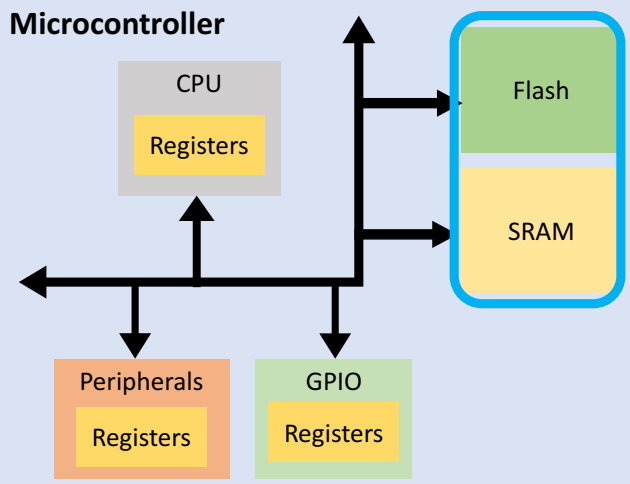 Microcontroller
CPU
Registers
Flash
SRAM
Peripherals
Registers
GPIO
Registers